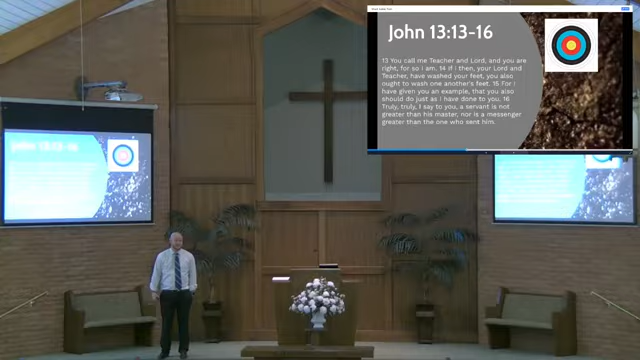 John 13:13-16
13 You call me Teacher and Lord, and you are
right, for so I am. 14 If I then, your Lord and
Teacher, have washed your feet, you also
ought to wash one another's feet. 15 For I
have given you an example, that you also
should do just as I have done to you. 16
Truly, truly, I say to you, a servant is not
greater than his master, nor is a messenger
greater than the one who sent him.
John 13:13-16